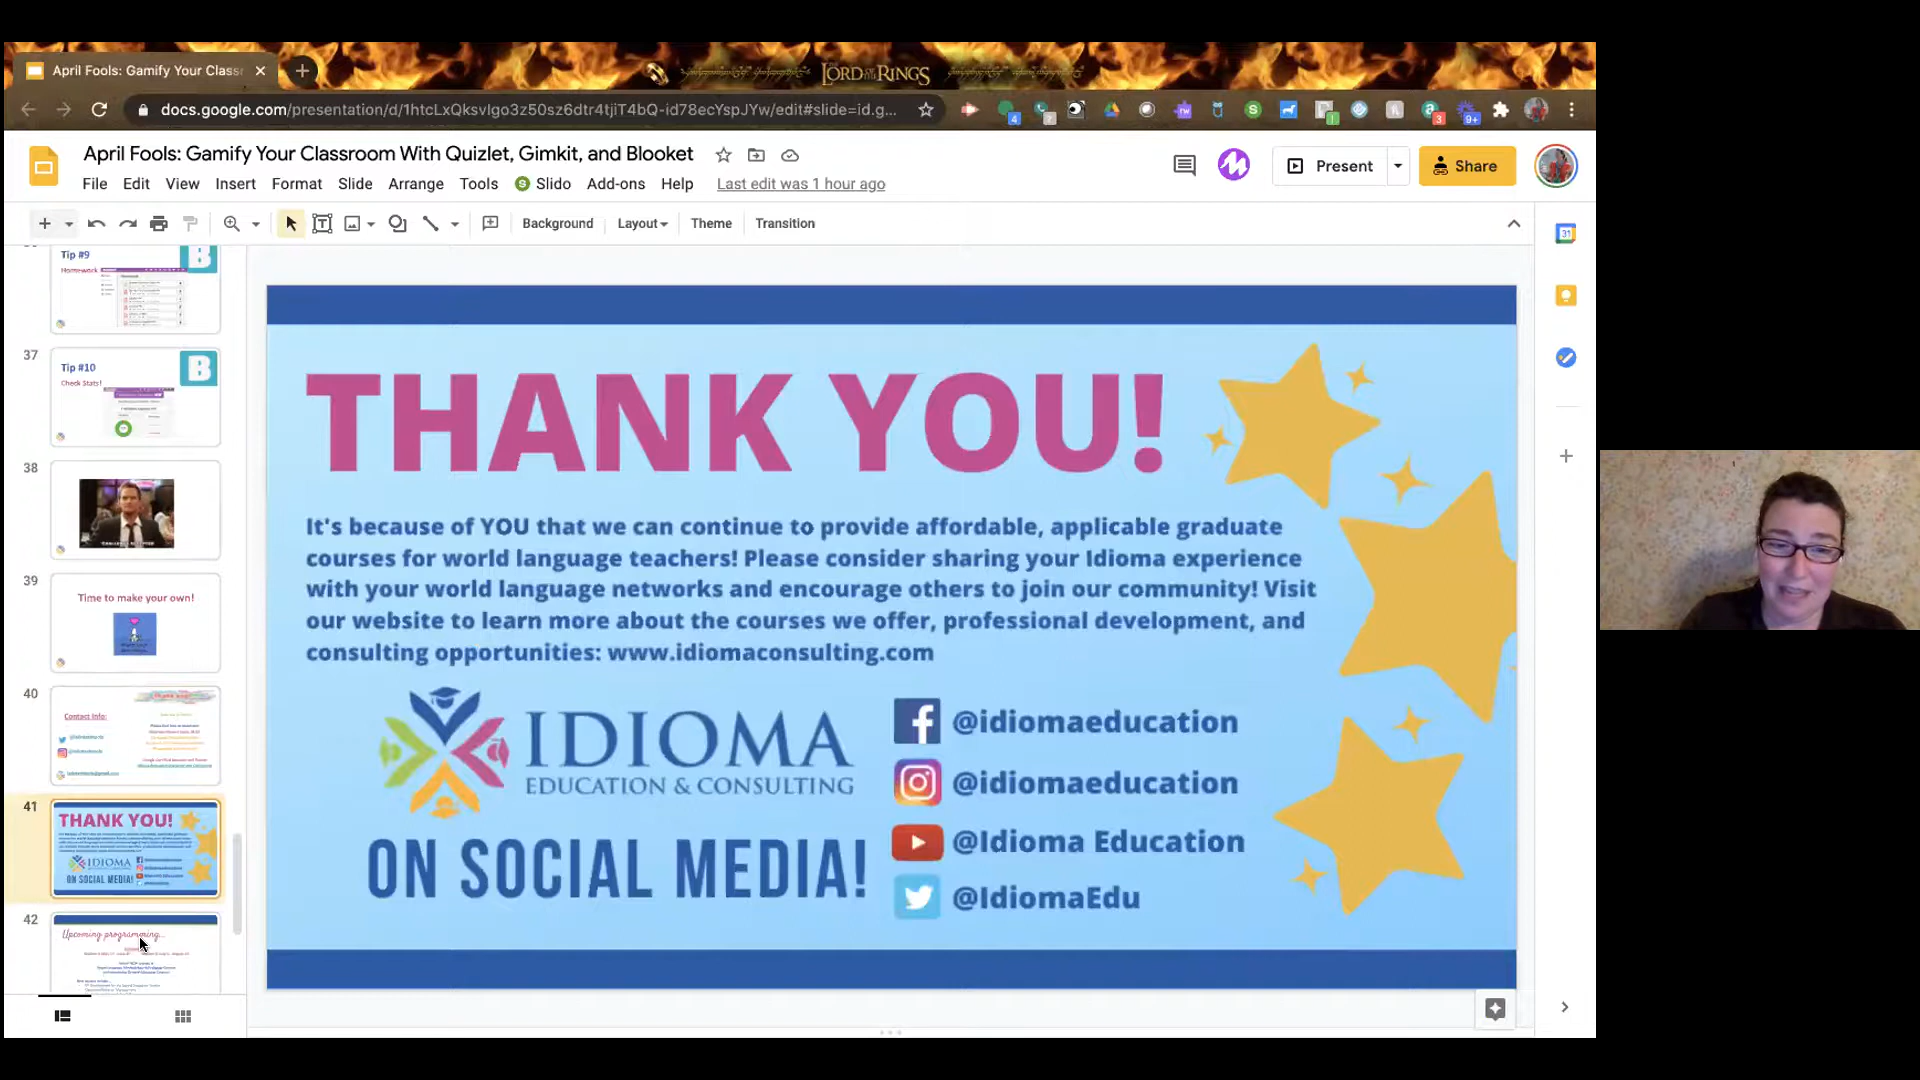 April Fools: Gamify Your Class
THE LORD OF THE RINGS
docs.google.com/presentation/d/1htcLxQksvIgo3z50sz6dtr4tjiT4bQ-id78ecYspJYw/edit#slide=id.g...
April Fools: Gamify Your Classroom With Quizlet, Gimkit, and Blooket
File Edit View Insert Format Slide Arrange Tools Slido Add-ons Help Last edit was 1 hour ago
Present
Share
Background Layout Theme Transition
Tip #9
Homework
37
Tip #10
Check Stats!
38
39
Time to make your own!
40
Contact Info:
41
THANK YOU!
IDIOMA
ON SOCIAL MEDIA!
42
Upcoming programming...
THANK YOU!
It's because of YOU that we can continue to provide affordable, applicable graduate
courses for world language teachers! Please consider sharing your Idioma experience
with your world language networks and encourage others to join our community! Visit
our website to learn more about the courses we offer, professional development, and
consulting opportunities: www.idiomaconsulting.com
IDIOMA
EDUCATION & CONSULTING
ON SOCIAL MEDIA!
@idiomaeducation
@idiomaeducation
@Idioma Education
@IdiomaEdu